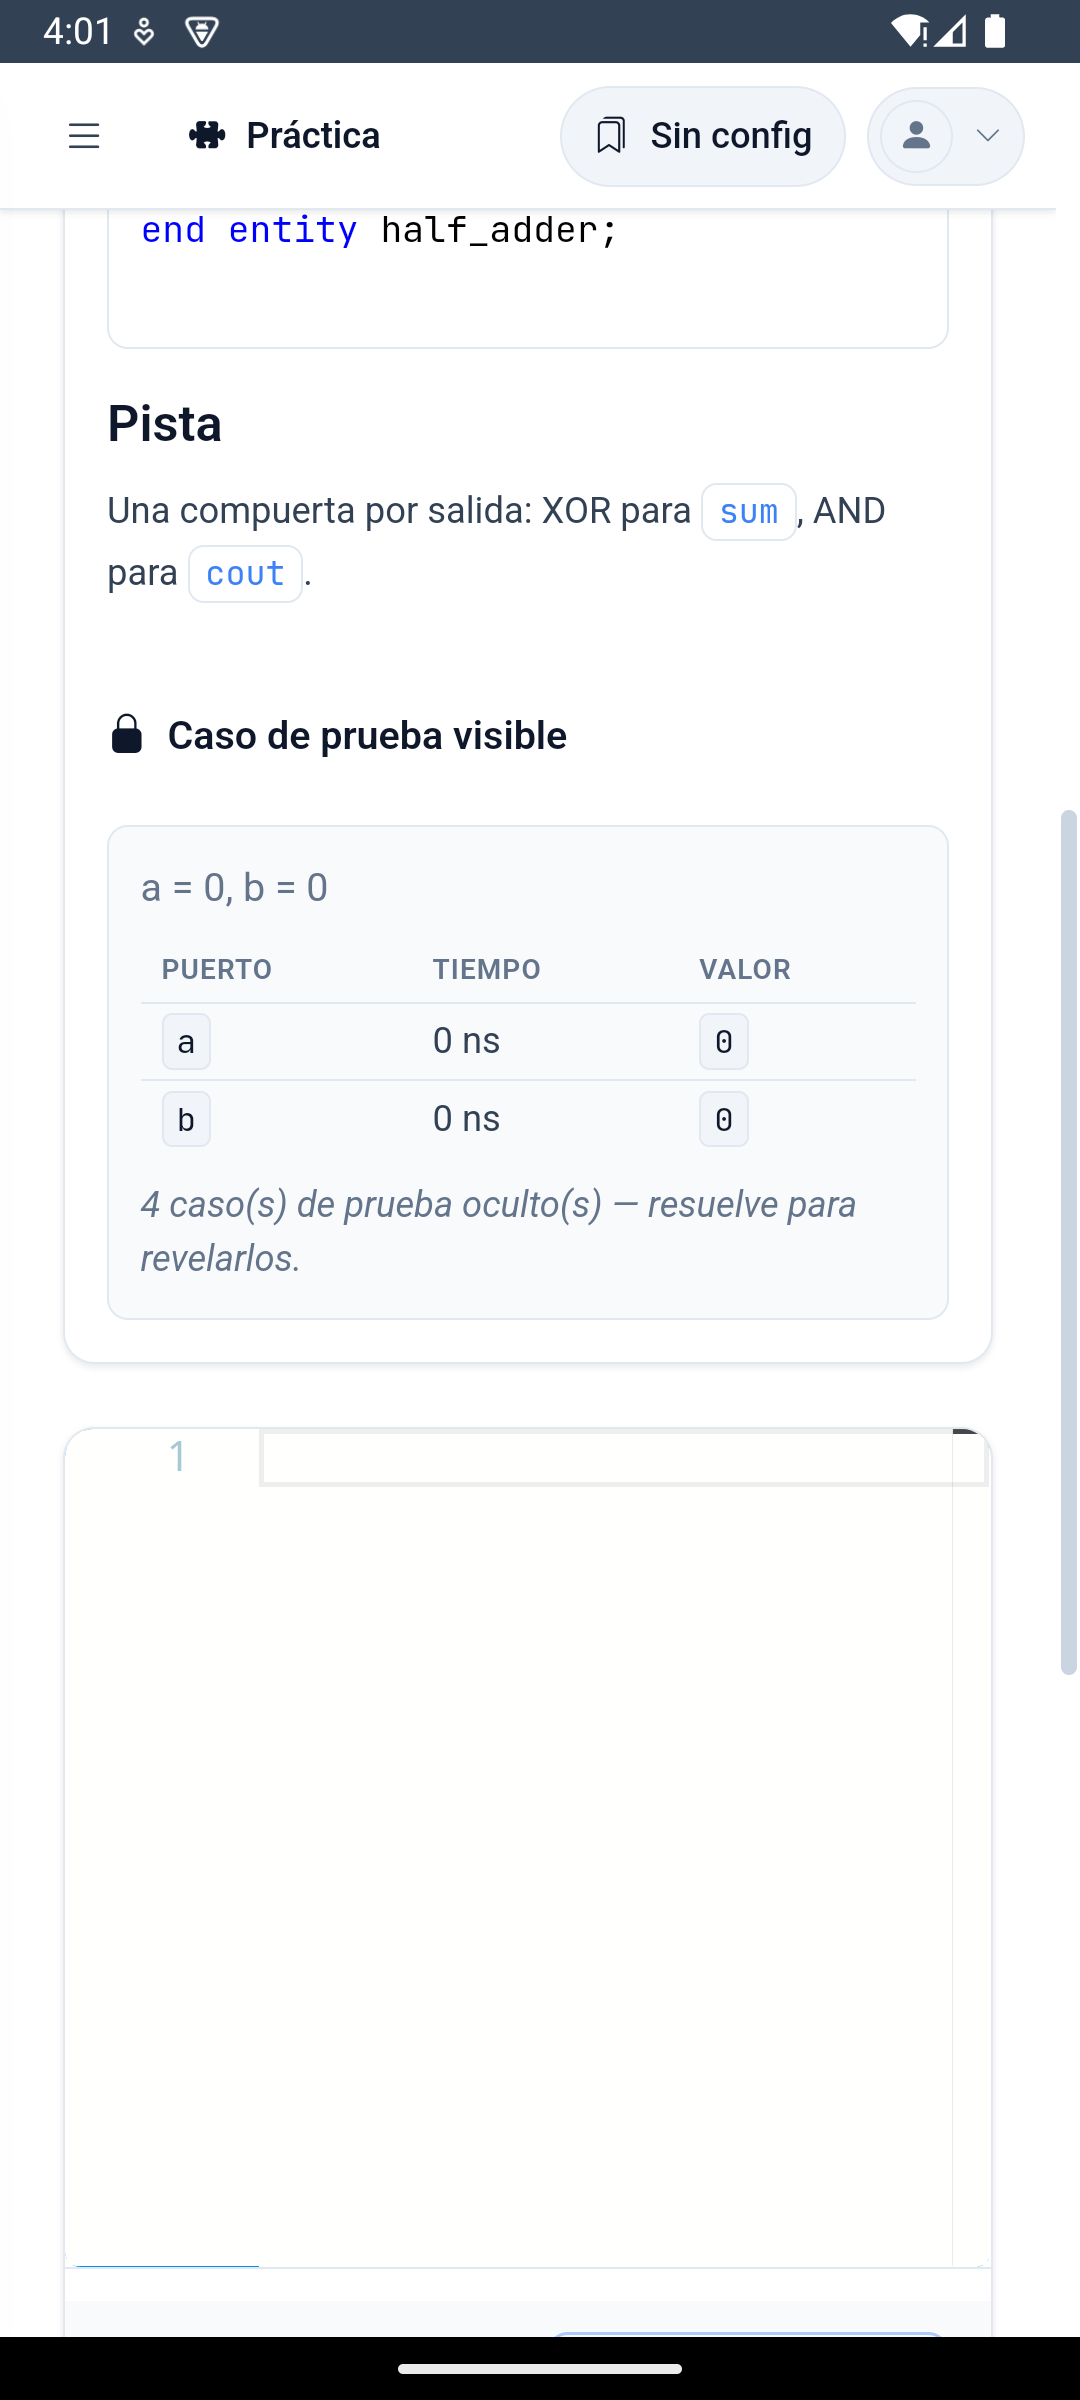 4:01
Práctica
Sin config
end entity half_adder;
Pista
Una compuerta por salida: XOR para sum, AND
para cout.
Caso de prueba visible
a = 0, b = 0
PUERTO TIEMPO VALOR
a 0 ns 0
b 0 ns 0
4 caso(s) de prueba oculto(s) — resuelve para
revelarlos.
1